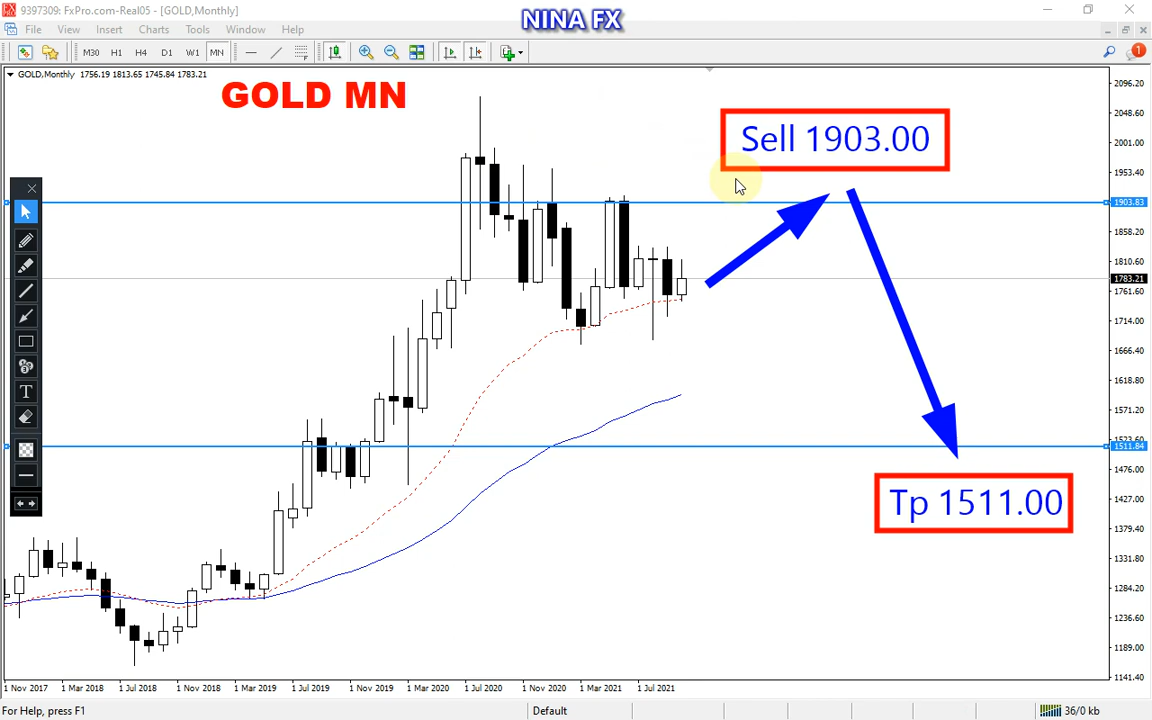 9397309: FxPro.com-Real05 - [GOLD,Monthly]
NINA FX
File View Insert Charts Tools Window Help
M30 H1 H4 D1 W1 MN
1
GOLD,Monthly 1756.19 1813.65 1745.84 1783.21
GOLD MN
Sell 1903.00
Tp 1511.00
T
2096.20
2048.60
2001.00
1953.40
1903.83
1858.20
1810.60
1783.21
1761.60
1714.00
1666.40
1618.80
1571.20
1523.60
1511.84
1476.00
1427.00
1379.40
1331.80
1284.20
1236.60
1189.00
1141.40
1 Nov 2017 1 Mar 2018 1 Jul 2018 1 Nov 2018 1 Mar 2019 1 Jul 2019 1 Nov 2019 1 Mar 2020 1 Jul 2020 1 Nov 2020 1 Mar 2021 1 Jul 2021
For Help, press F1 Default 36/0 kb